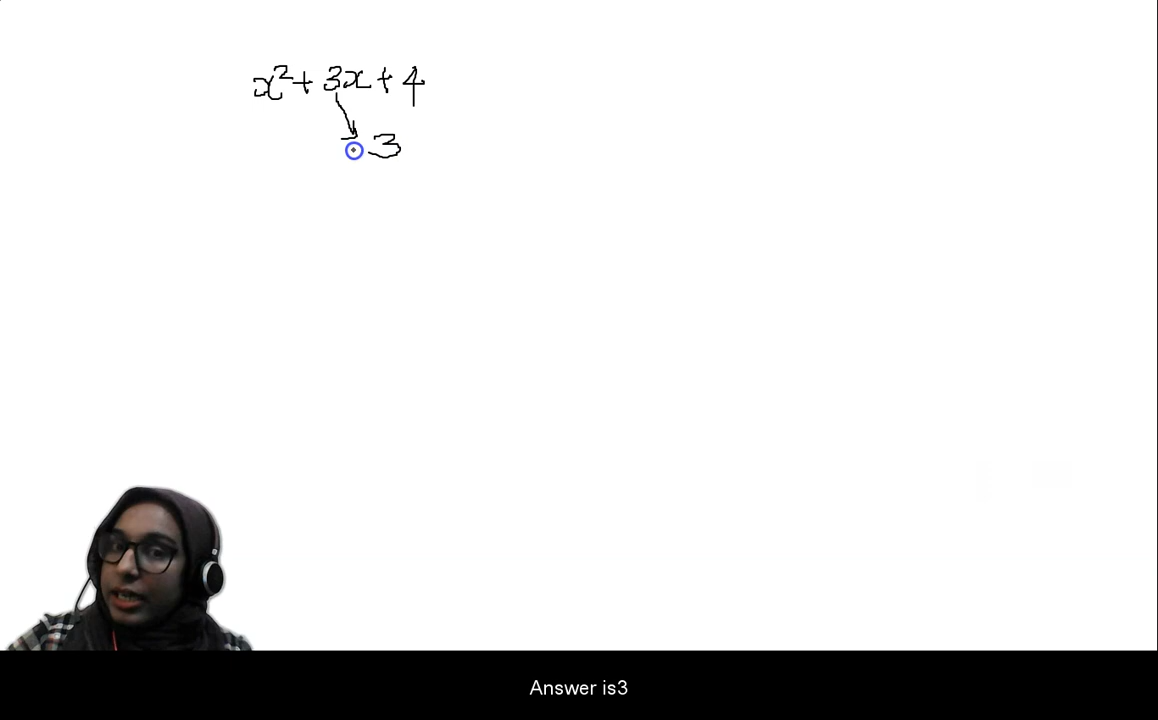 x²+ 3x + 4
= 3
Answer is3